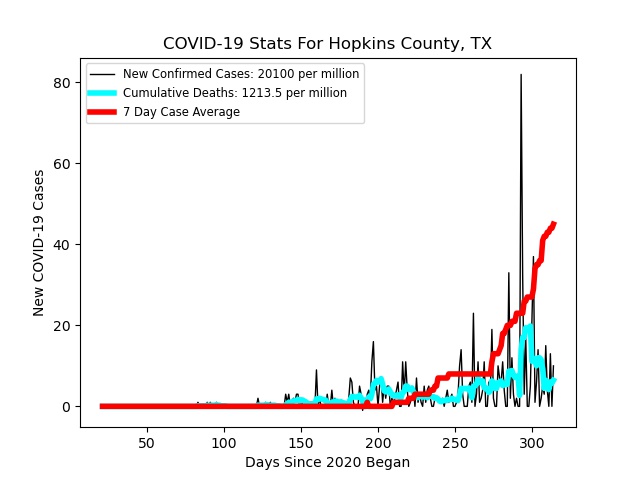 COVID-19 Stats For Hopkins County, TX
New Confirmed Cases: 20100 per million
Cumulative Deaths: 1213.5 per million
7 Day Case Average
New COVID-19 Cases
80
60
40
20
0
50 100 150 200 250 300
Days Since 2020 Began